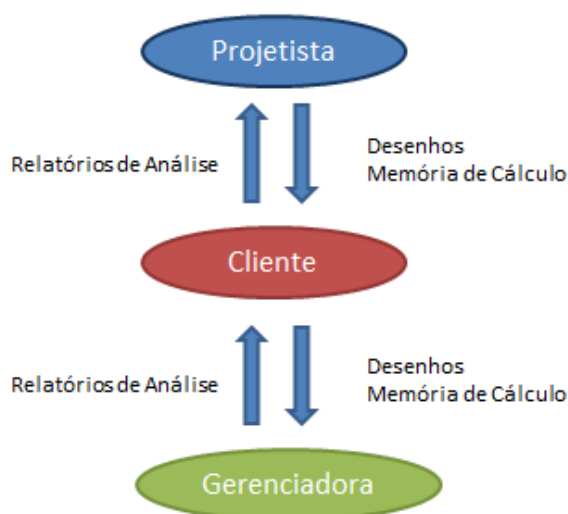 Projetista
Relatórios de Análise
Desenhos
Memória de Cálculo
Cliente
Relatórios de Análise
Desenhos
Memória de Cálculo
Gerenciadora